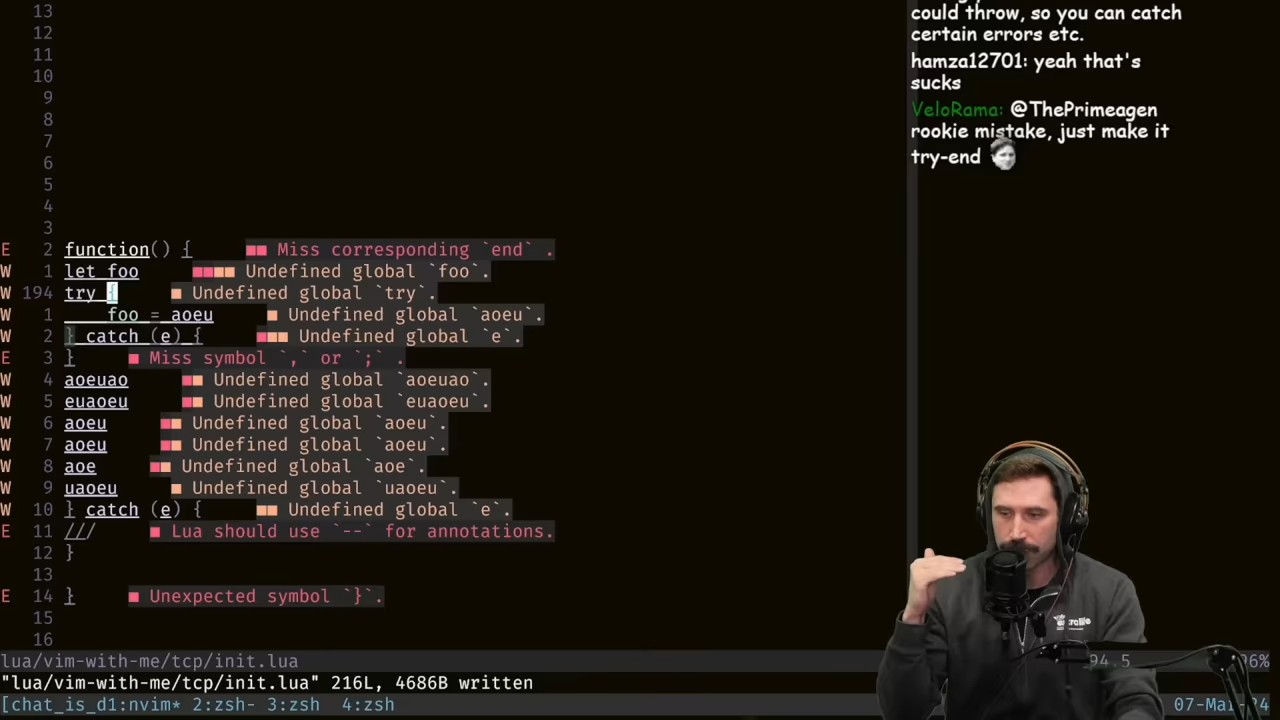 13
12
11
10
9
8
7
6
5
4
3
E 2 function() { ■■ Miss corresponding `end` .
W 1 let foo ■■■■ Undefined global `foo`.
W 194 try { ■ Undefined global `try`.
W 1 foo = aoeu ■ Undefined global `aoeu`.
W 2 } catch (e) { ■■■ Undefined global `e`.
E 3 } ■ Miss symbol `,` or `;` .
W 4 aoeuao ■■ Undefined global `aoeuao`.
W 5 euaoeu ■■ Undefined global `euaoeu`.
W 6 aoeu ■■ Undefined global `aoeu`.
W 7 aoeu ■■ Undefined global `aoeu`.
W 8 aoe ■■ Undefined global `aoe`.
W 9 uaoeu ■ Undefined global `uaoeu`.
W 10 } catch (e) { ■■ Undefined global `e`.
E 11 /// ■ Lua should use `--` for annotations.
12 }
13
E 14 } ■ Unexpected symbol `}`.
15
16
lua/vim-with-me/tcp/init.lua 94.5 96%
"lua/vim-with-me/tcp/init.lua" 216L, 4686B written
[chat_is_d1:nvim* 2:zsh- 3:zsh 4:zsh 07-Mar-24
could throw, so you can catch
certain errors etc.
hamza12701: yeah that's
sucks
VeloRama: @ThePrimeagen
rookie mistake, just make it
try-end